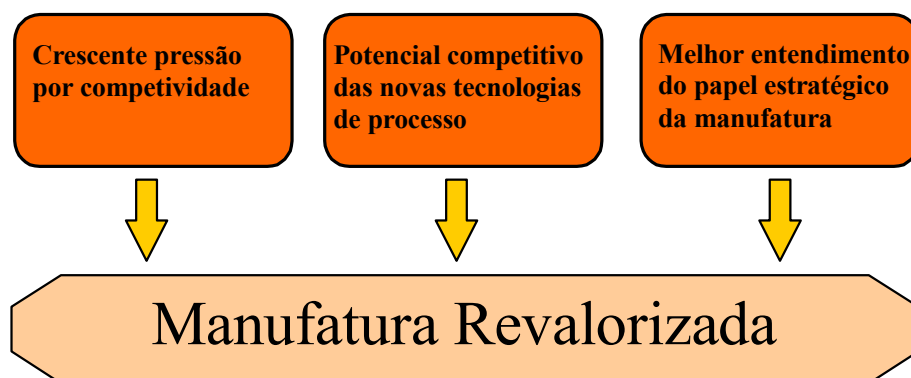 Crescente pressão
por competividade
Potencial competitivo
das novas tecnologias
de processo
Melhor entendimento
do papel estratégico
da manufatura
Manufatura Revalorizada